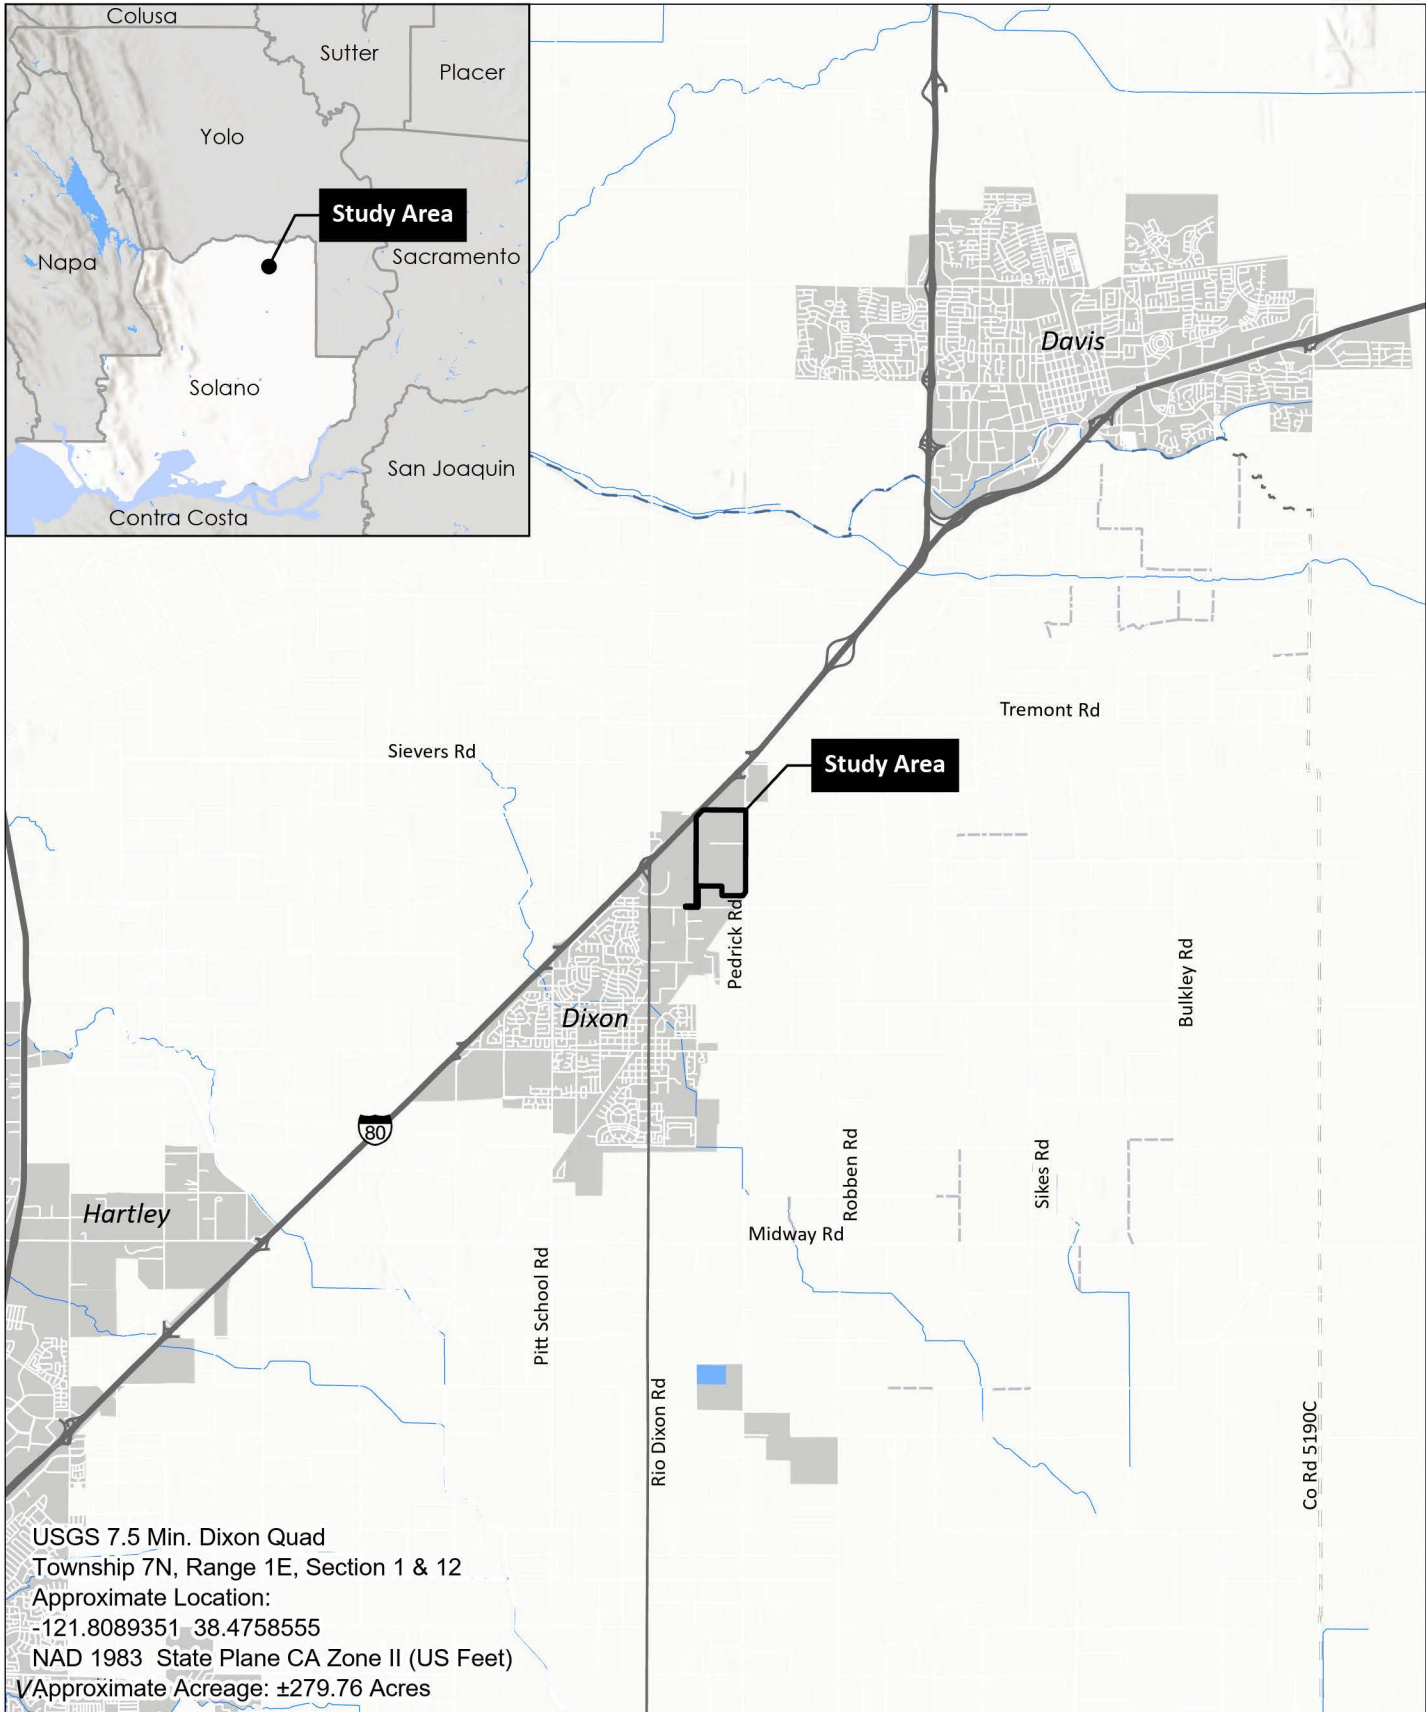 Colusa
Sutter
Placer
Yolo
Study Area
Napa
Sacramento
Solano
San Joaquin
Contra Costa
Davis
Tremont Rd
Sievers Rd
Study Area
Pedrick Rd
Bulkley Rd
Dixon
80
Robben Rd
Sikes Rd
Hartley
Midway Rd
Pitt School Rd
Rio Dixon Rd
Co Rd 5190C
USGS 7.5 Min. Dixon Quad
Township 7N, Range 1E, Section 1 & 12
Approximate Location:
-121.8089351 38.4758555
NAD 1983 State Plane CA Zone II (US Feet)
Approximate Acreage: ±279.76 Acres